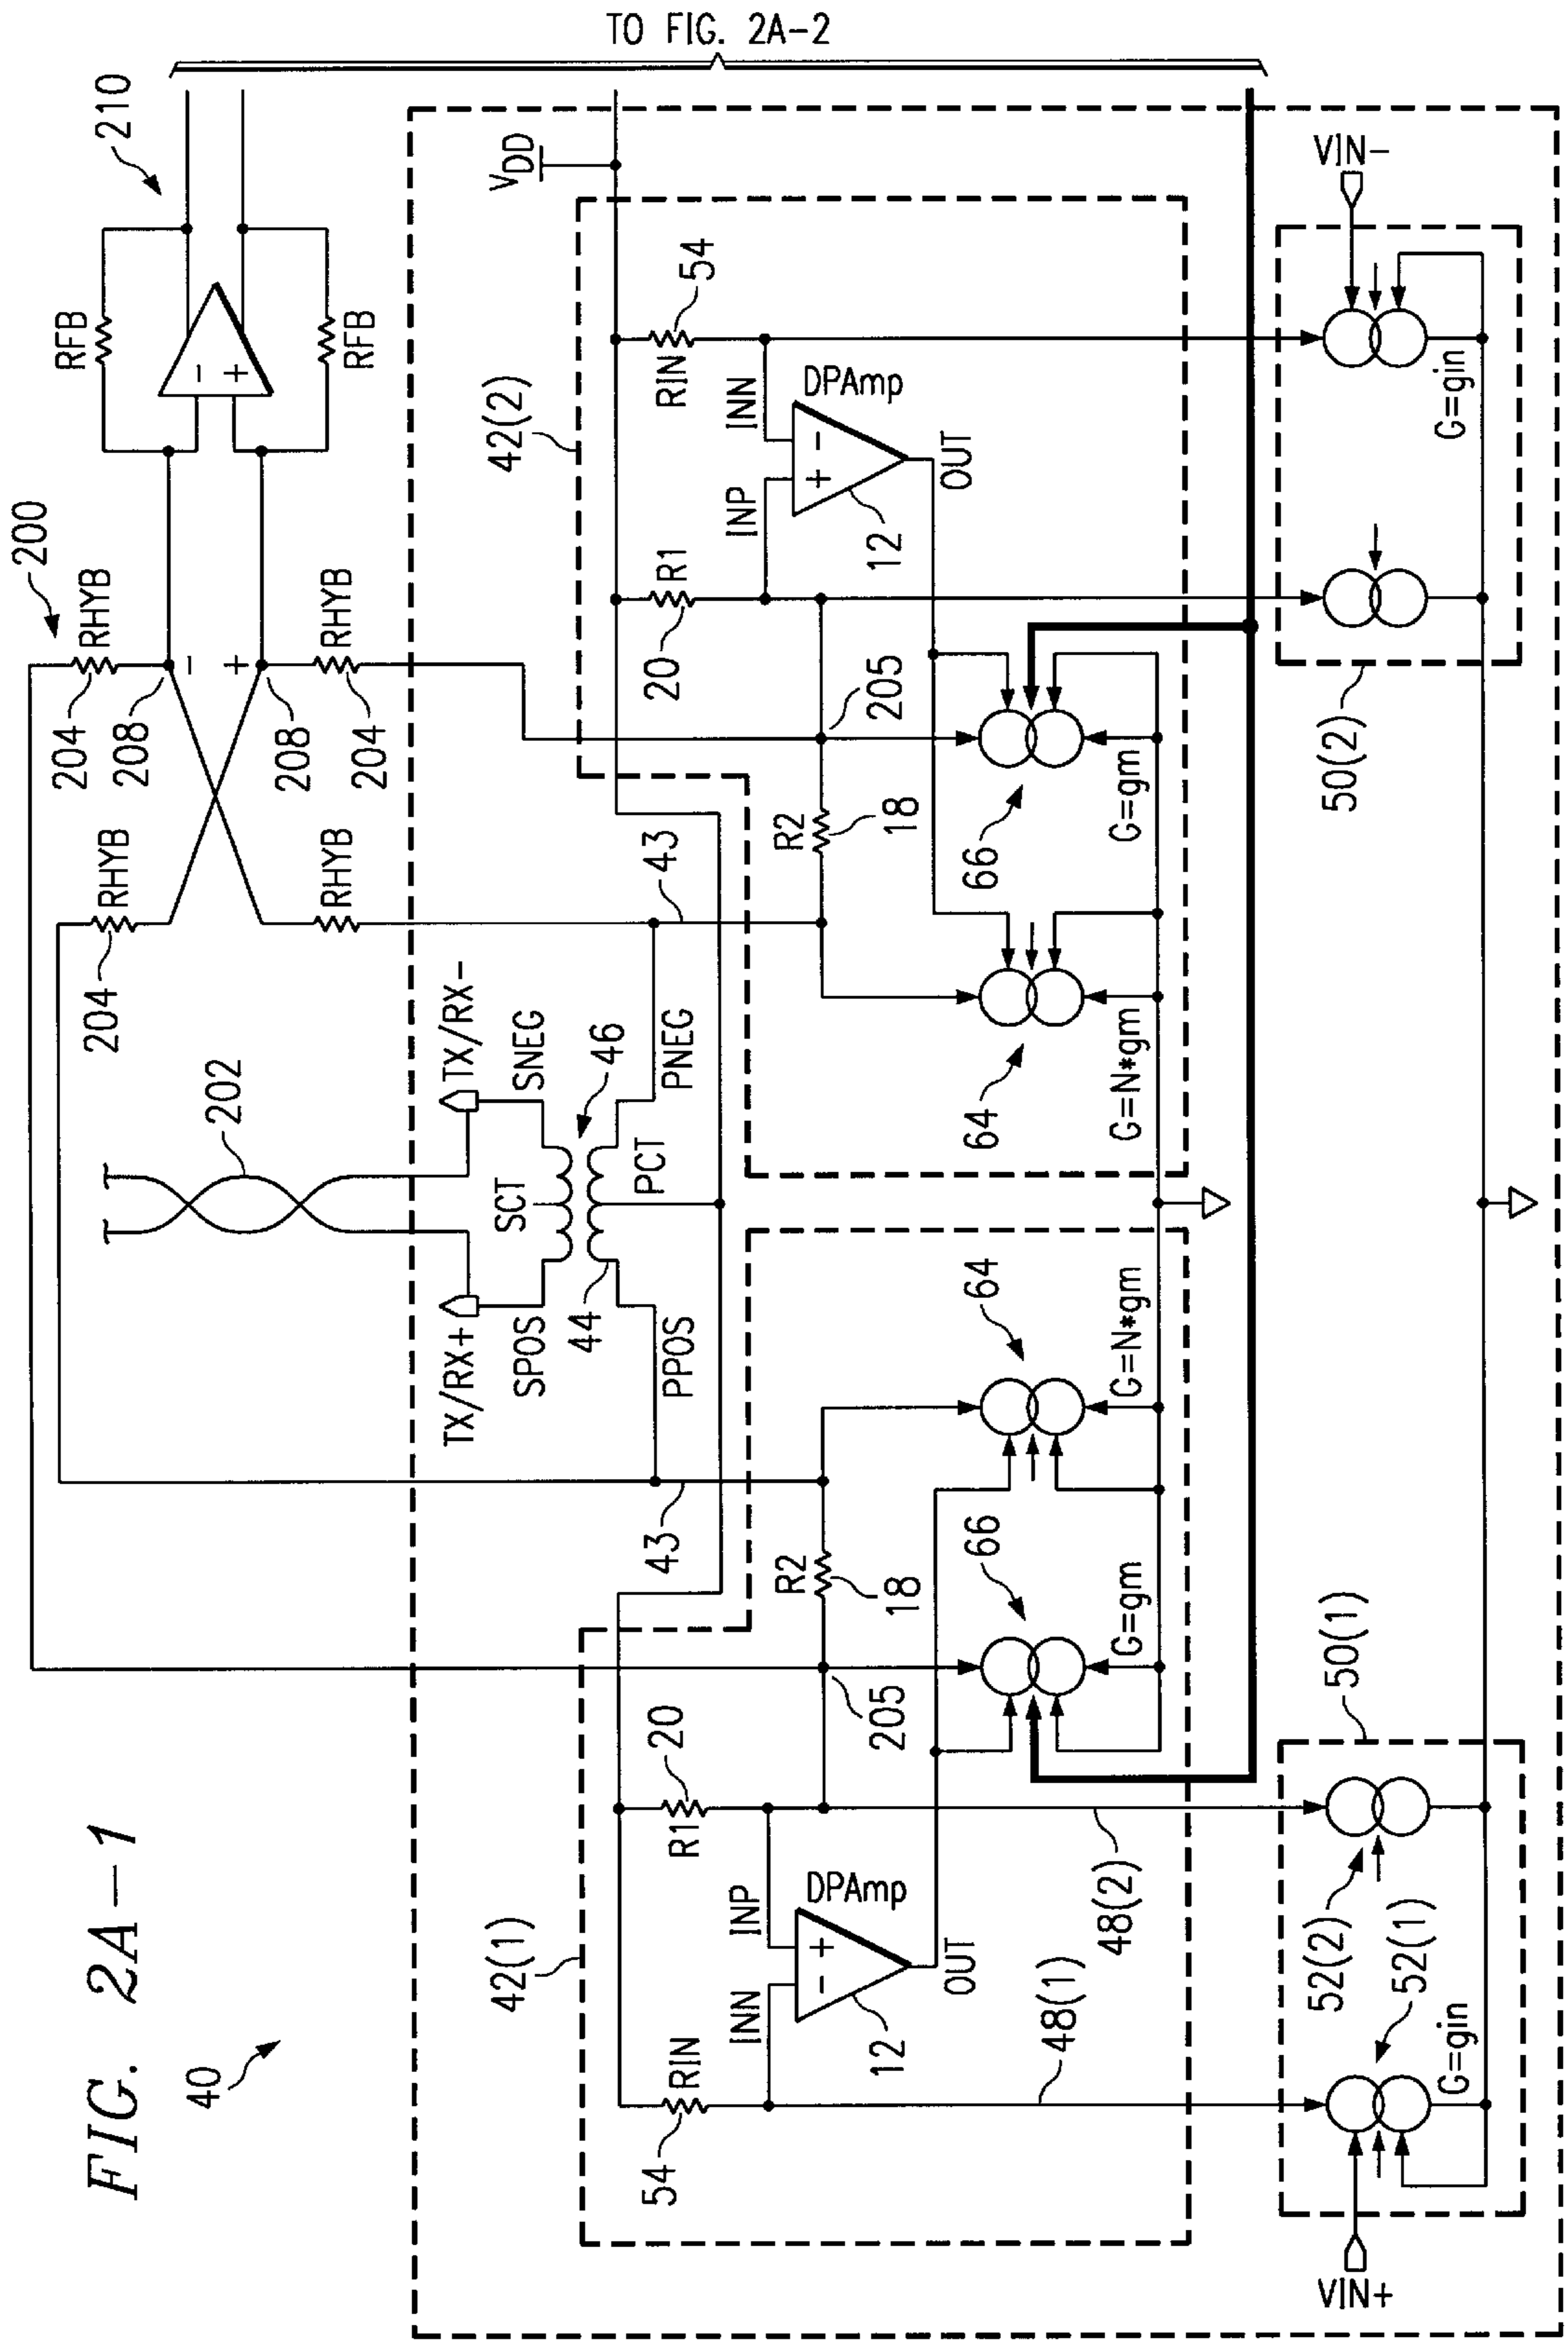 TO FIG. 2A-2
210
RFB
RFB
-
+
200
RHYB
204
208
-
+
208
RHYB
204
RHYB
204
RHYB
202
VDD
42(2)
54
RIN
INN
DPAmp
-
+
INP
12
OUT
R1
20
205
R2
18
43
66
G=gm
64
G=N*gm
VIN-
G=gin
50(2)
TX/RX-
SNEG
46
PNEG
SCT
PCT
44
SPOS
TX/RX+
PPOS
43
64
G=N*gm
R2
18
66
G=gm
205
20
R1
42(1)
INP
DPAmp
+
-
INN
12
OUT
RIN
54
48(2)
48(1)
50(1)
52(2)
52(1)
G=gin
VIN+
40
FIG. 2A-1